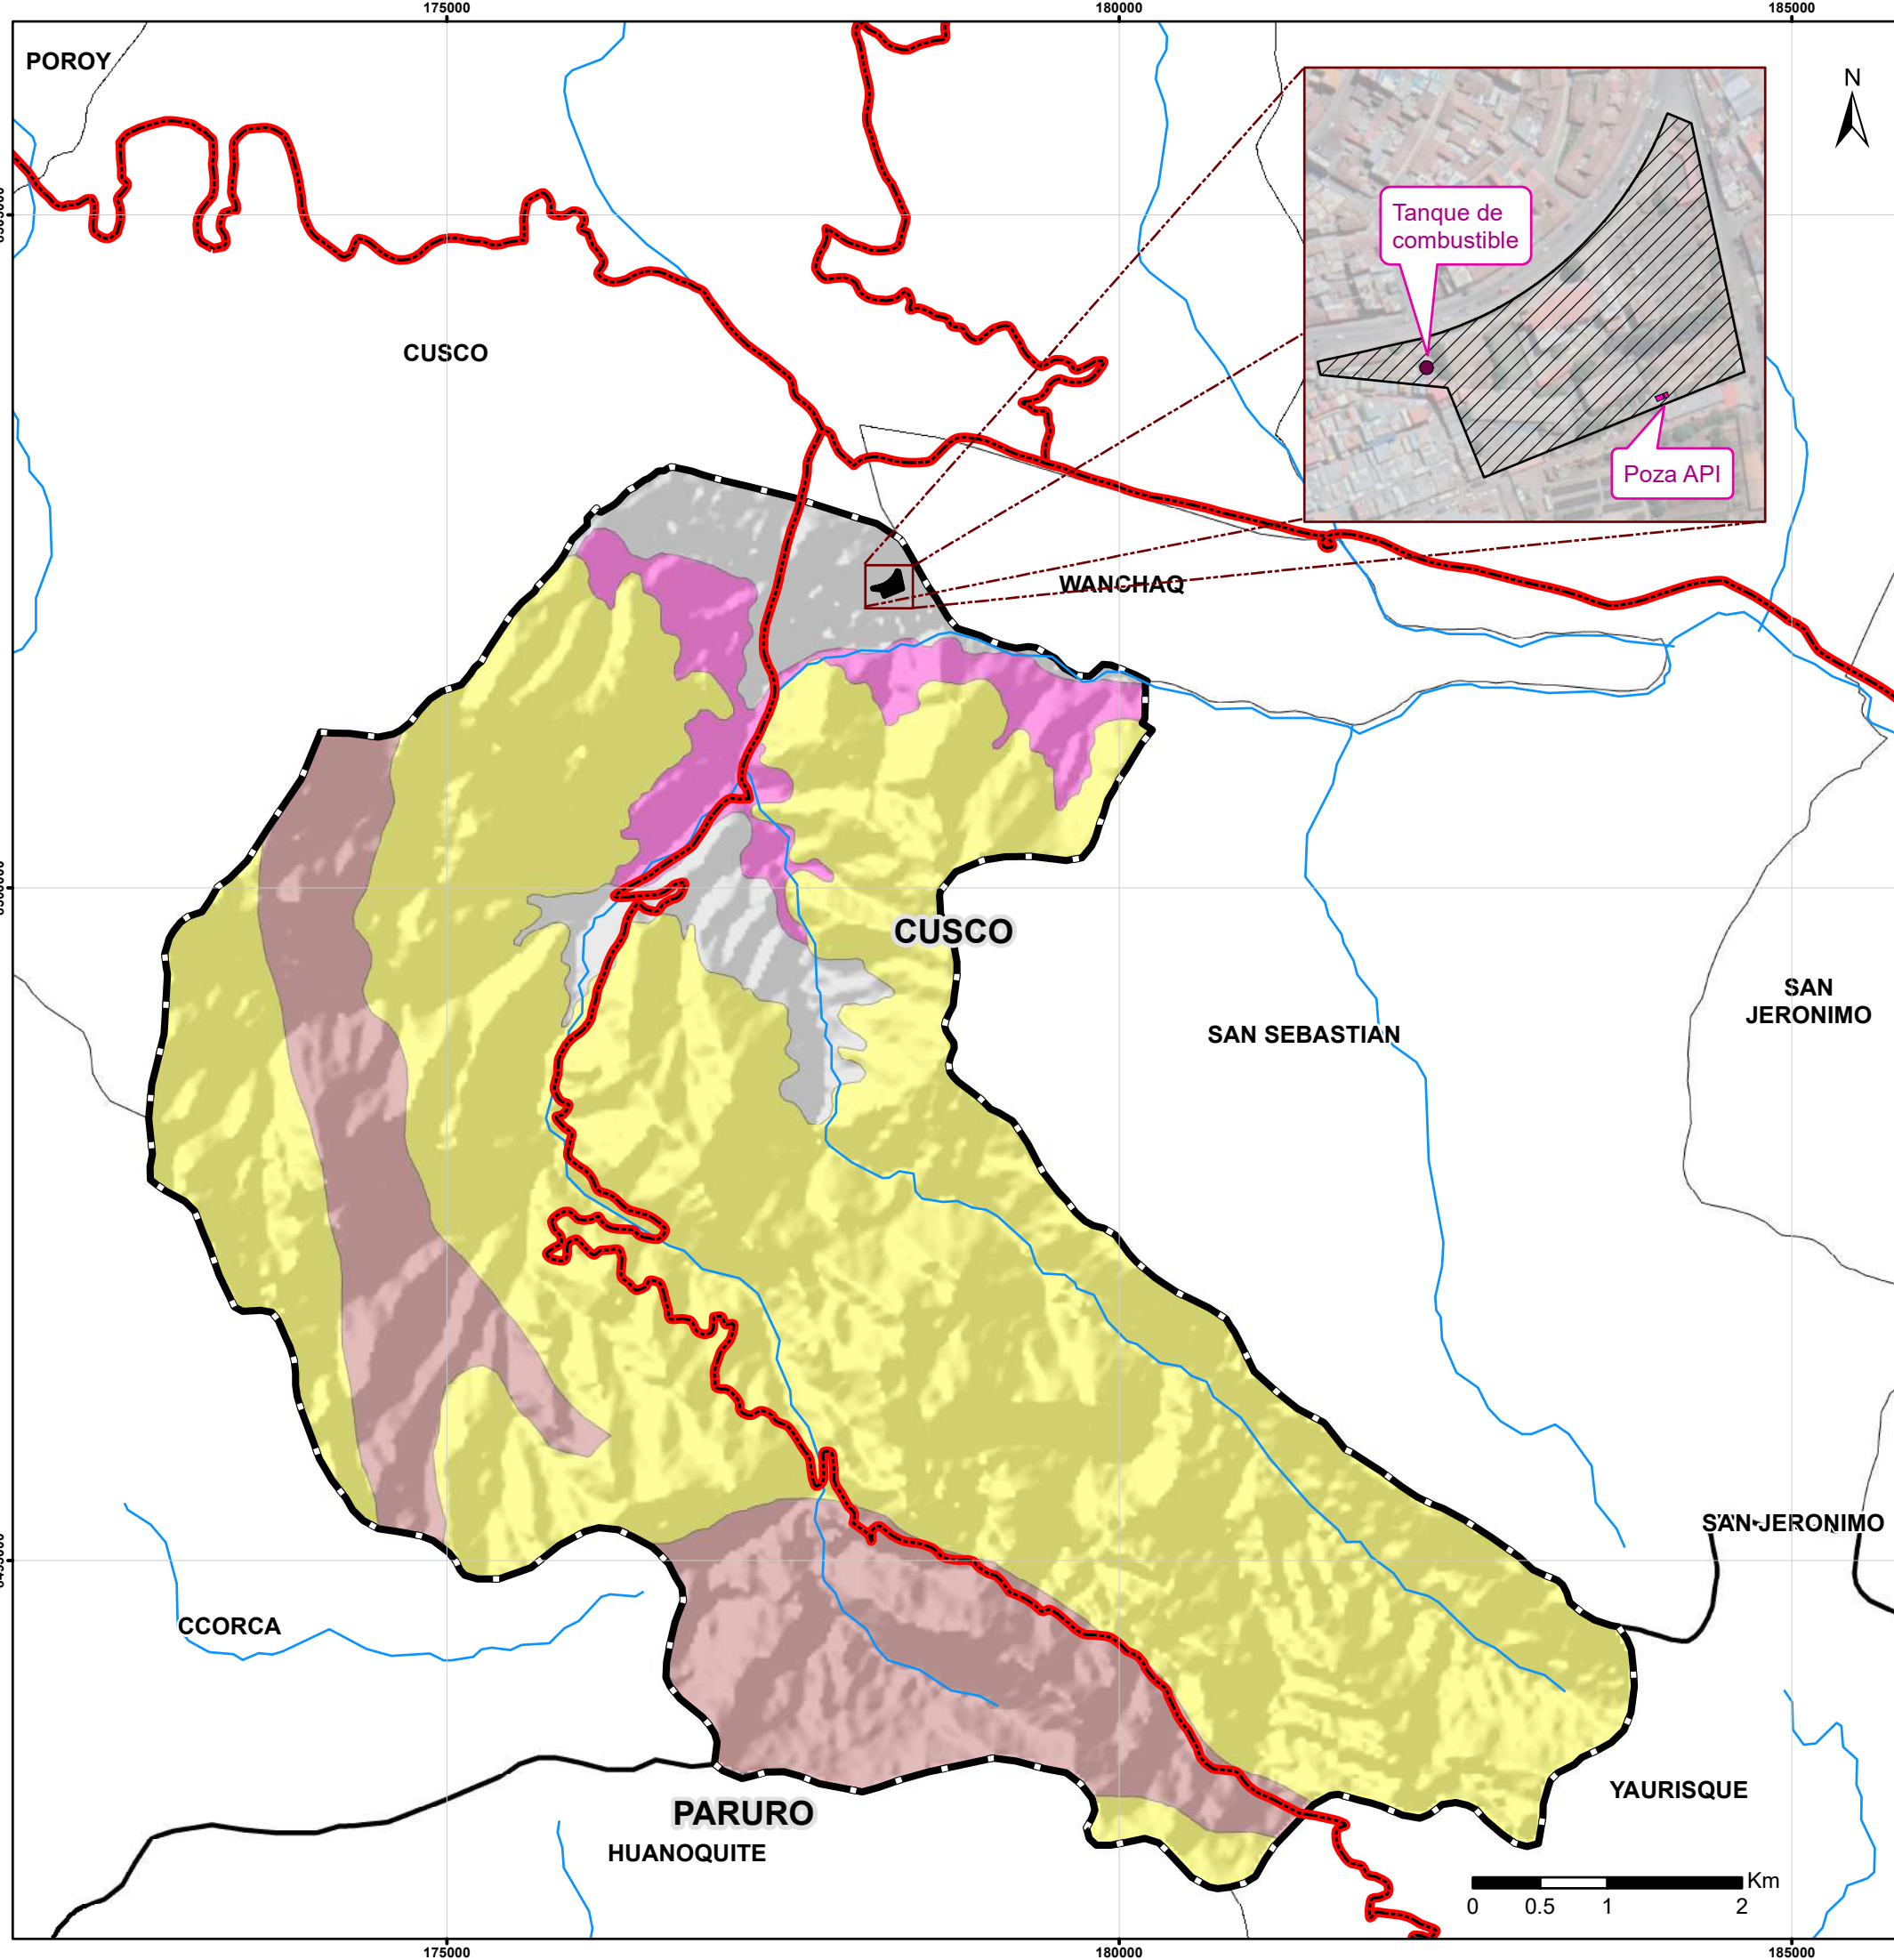 175000
180000
185000
POROY
N
Tanque de
combustible
CUSCO
Poza API
WANCHAQ
CUSCO
SAN
JERONIMO
SAN SEBASTIAN
SAN JERONIMO
CCORCA
YAURISQUE
PARURO
HUANOQUITE
Km
0
0.5
1
2
175000
180000
185000